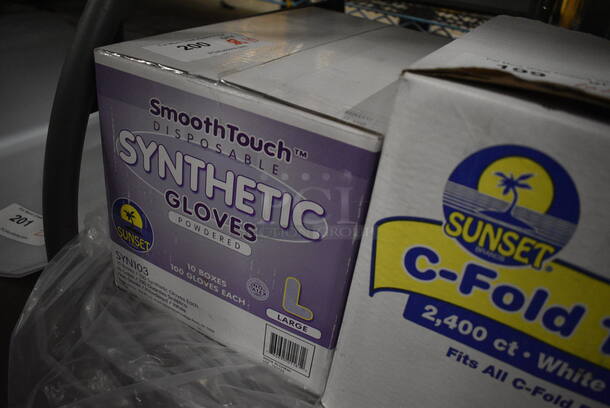 200
201
SmoothTouch™
DISPOSABLE
SYNTHETIC
GLOVES
POWDERED
SUNSET
10 BOXES
100 GLOVES EACH
SYN103
L
LARGE
SUNSET
BRANDS
C-Fold
2,400 ct • White
Fits All C-Fold